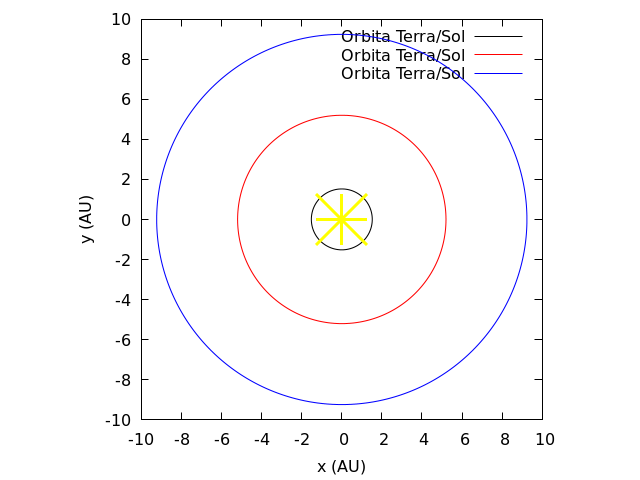 10
8
6
4
2
0
-2
-4
-6
-8
-10
y (AU)
Orbita Terra/Sol
Orbita Terra/Sol
Orbita Terra/Sol
-10 -8 -6 -4 -2 0 2 4 6 8 10
x (AU)